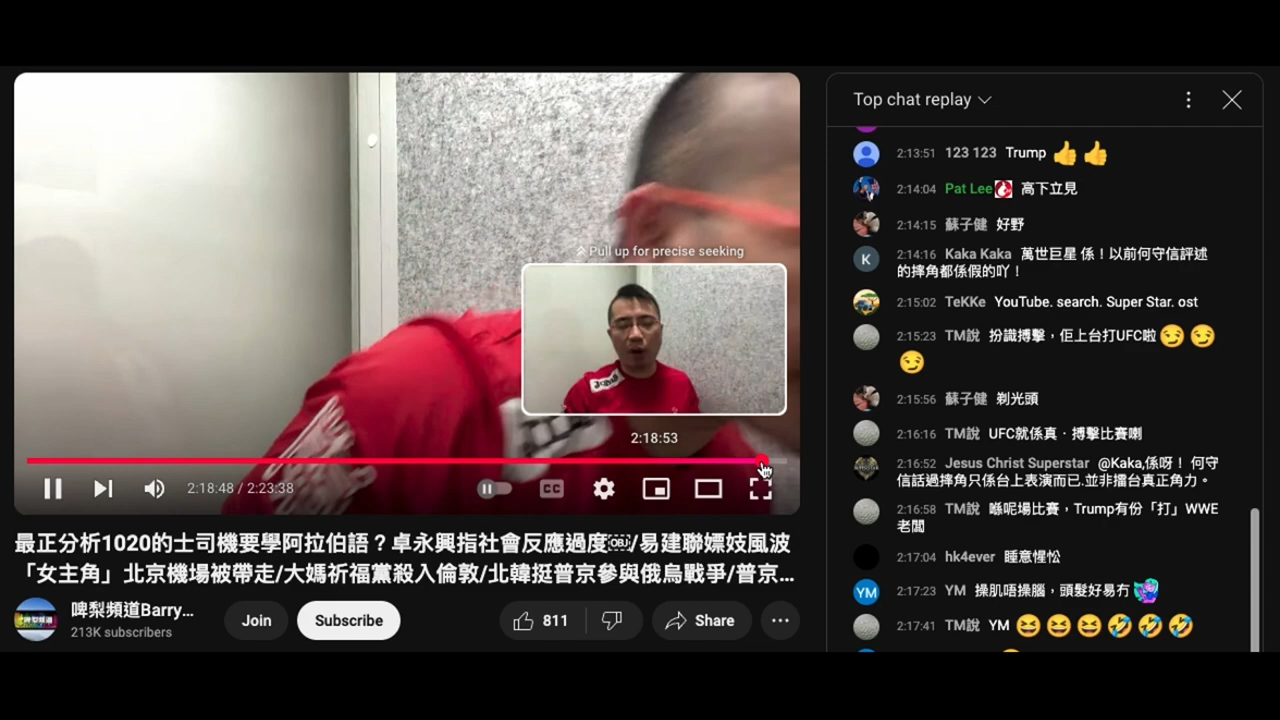 Pull up for precise seeking
2:18:53
2:18:48 / 2:23:38
CC
最正分析1020的士司機要學阿拉伯語？卓永興指社會反應過度￼/易建聯嫖妓風波
「女主角」北京機場被帶走/大媽祈福黨殺入倫敦/北韓挺普京參與俄烏戰爭/普京...
啤梨頻道Barry...
213K subscribers
Join
Subscribe
811
Share
Top chat replay
2:13:51 123 123 Trump 👍 👍
2:14:04 Pat Lee 高下立見
2:14:15 蘇子健 好野
K
2:14:16 Kaka Kaka 萬世巨星 係！以前何守信評述
的摔角都係假的吖！
2:15:02 TeKKe YouTube. search. Super Star. ost
2:15:23 TM說 扮識搏擊，佢上台打UFC啦 😏 😏
😏
2:15:56 蘇子健 剃光頭
2:16:16 TM說 UFC就係真．搏擊比賽喇
2:16:52 Jesus Christ Superstar @Kaka,係呀！ 何守
信話過摔角只係台上表演而已.並非擂台真正角力。
2:16:58 TM說 喺呢場比賽，Trump有份「打」WWE
老闆
2:17:04 hk4ever 睡意惺忪
YM
2:17:23 YM 操肌唔操腦，頭髮好易冇
2:17:41 TM說 YM 😆 😆 😆 🤣 🤣 🤣